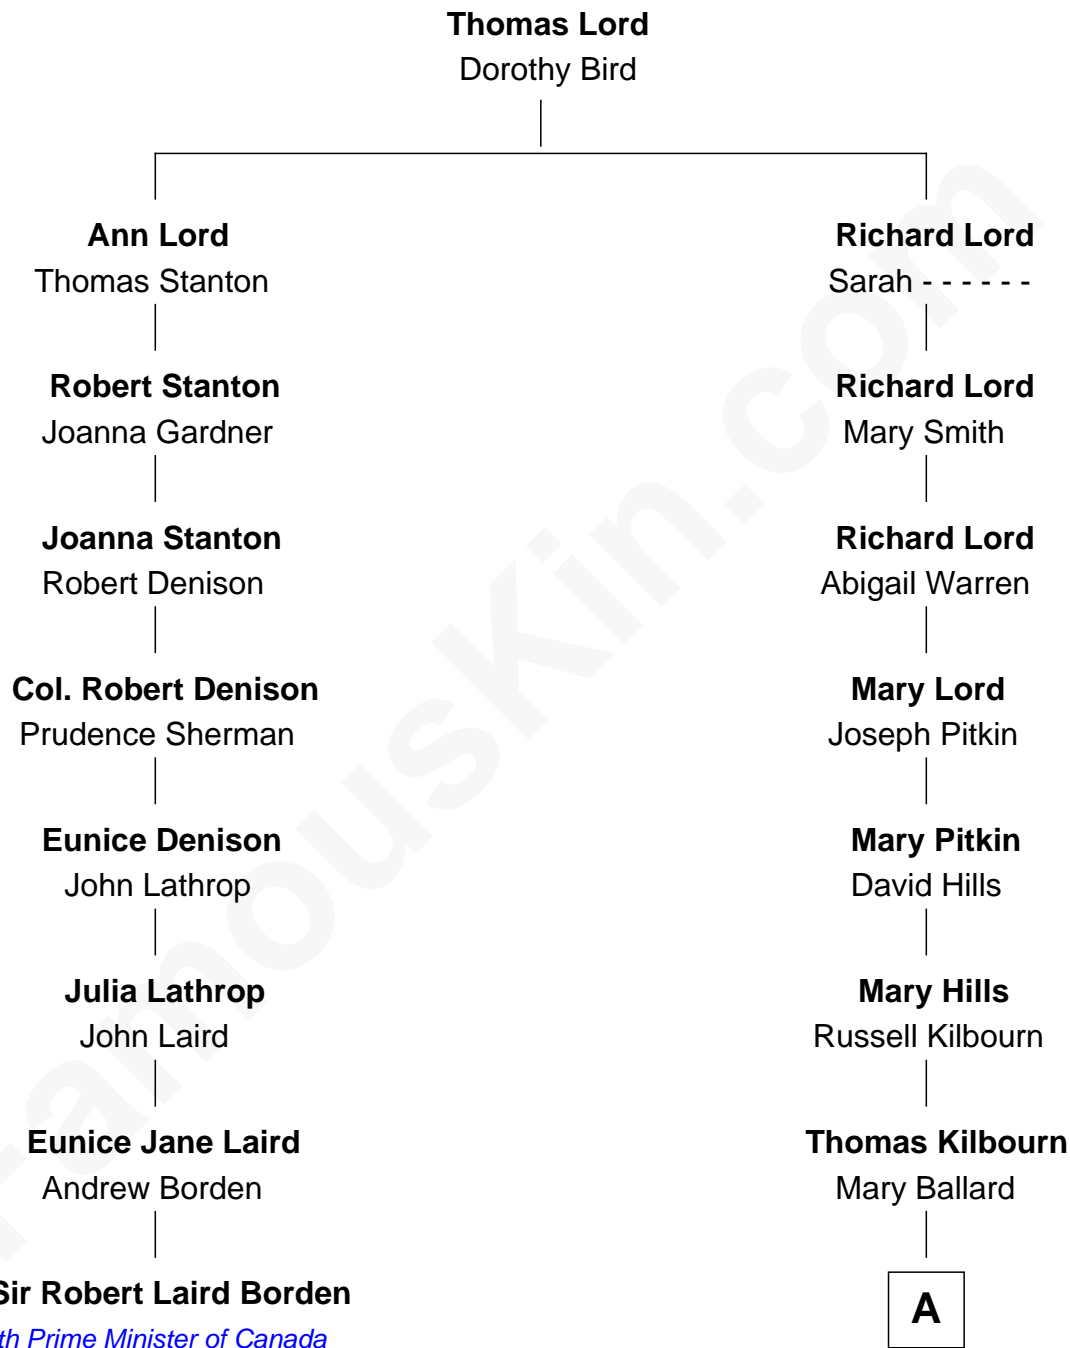 Thomas Lord
Dorothy Bird
Ann Lord
Thomas Stanton
Richard Lord
Sarah - - - - - -
Robert Stanton
Joanna Gardner
Richard Lord
Mary Smith
Joanna Stanton
Robert Denison
Richard Lord
Abigail Warren
Col. Robert Denison
Prudence Sherman
Mary Lord
Joseph Pitkin
Eunice Denison
John Lathrop
Mary Pitkin
David Hills
Julia Lathrop
John Laird
Mary Hills
Russell Kilbourn
Eunice Jane Laird
Andrew Borden
Thomas Kilbourn
Mary Ballard
Sir Robert Laird Borden
th Prime Minister of Canada
A
FamousKin.com